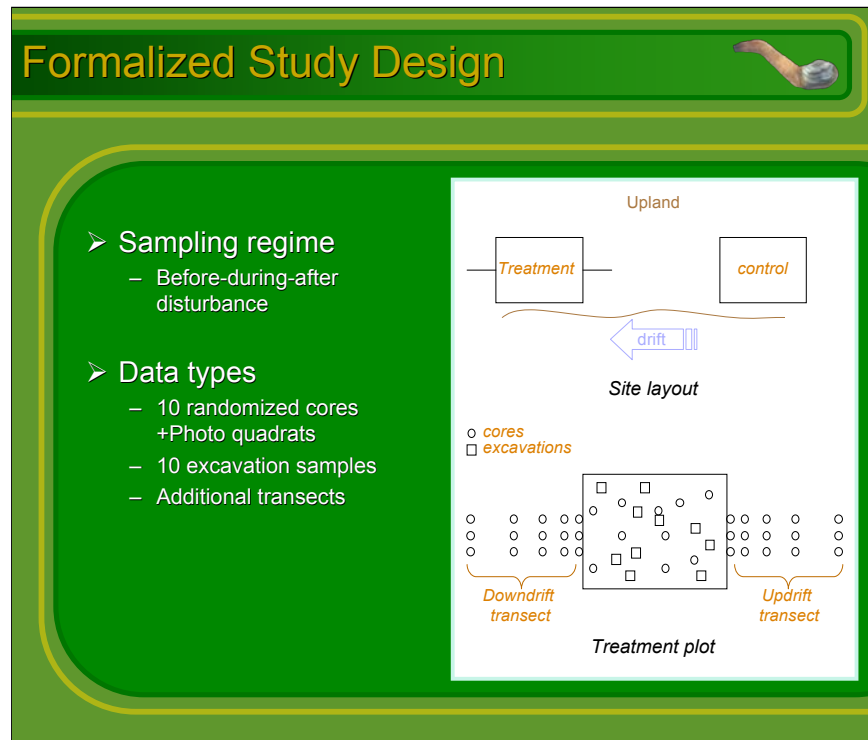 Formalized Study Design
➢ Sampling regime
– Before-during-after
disturbance
➢ Data types
– 10 randomized cores
+Photo quadrats
– 10 excavation samples
– Additional transects
Upland
Treatment
control
drift
Site layout
cores
excavations
Downdrift
transect
Updrift
transect
Treatment plot